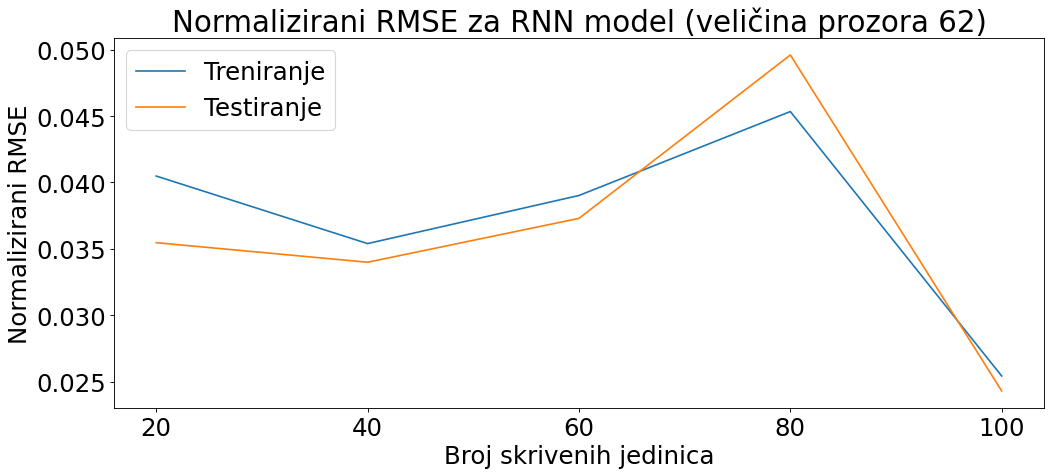 Normalizirani RMSE za RNN model (veličina prozora 62)
Treniranje
Testiranje
Normalizirani RMSE
0.050
0.045
0.040
0.035
0.030
0.025
20 40 60 80 100
Broj skrivenih jedinica